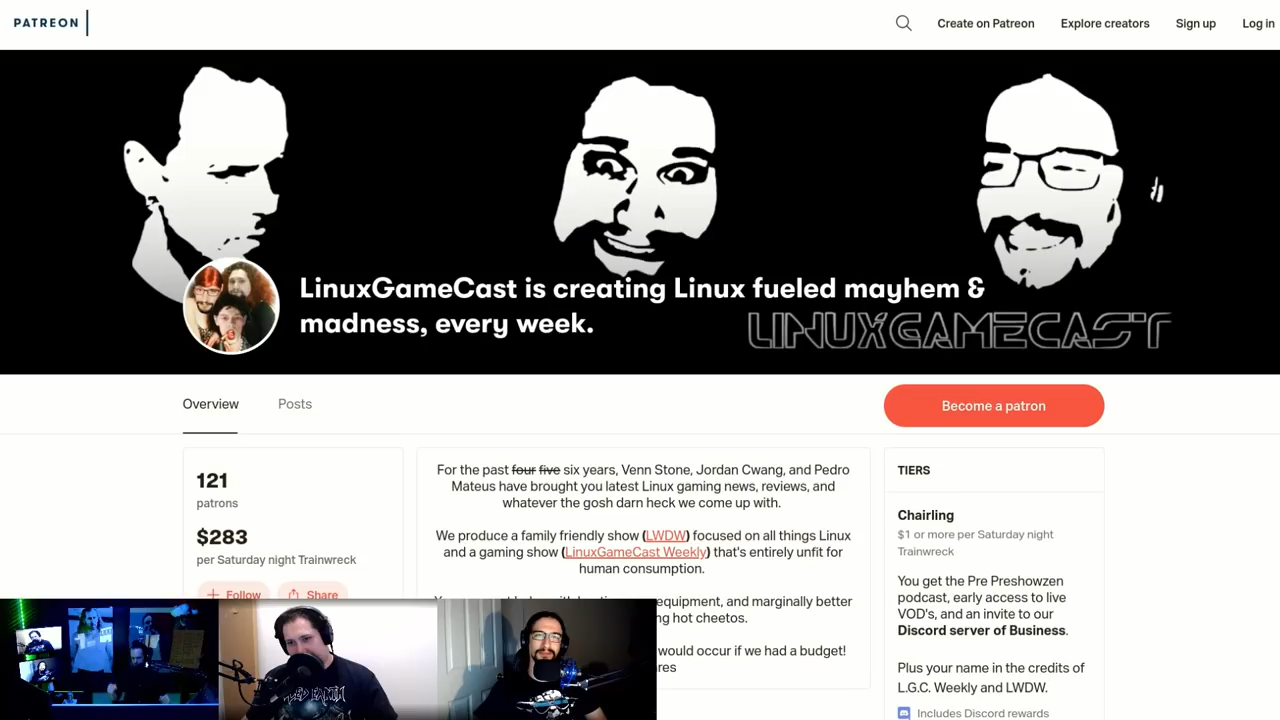 PATREON
Create on Patreon
Explore creators
Sign up
Log in
LinuxGameCast is creating Linux fueled mayhem &
madness, every week.
LINUXGAMECAST
Overview
Posts
Become a patron
121
patrons
$283
per Saturday night Trainwreck
Follow
Share
For the past four five six years, Venn Stone, Jordan Cwang, and Pedro
Mateus have brought you latest Linux gaming news, reviews, and
whatever the gosh darn heck we come up with.
We produce a family friendly show (LWDW) focused on all things Linux
and a gaming show (LinuxGameCast Weekly) that's entirely unfit for
human consumption.
equipment, and marginally better
hot cheetos.
would occur if we had a budget!
TIERS
Chairling
$1 or more per Saturday night
Trainwreck
You get the Pre Preshowzen
podcast, early access to live
VOD's, and an invite to our
Discord server of Business.
Plus your name in the credits of
L.G.C. Weekly and LWDW.
Includes Discord rewards